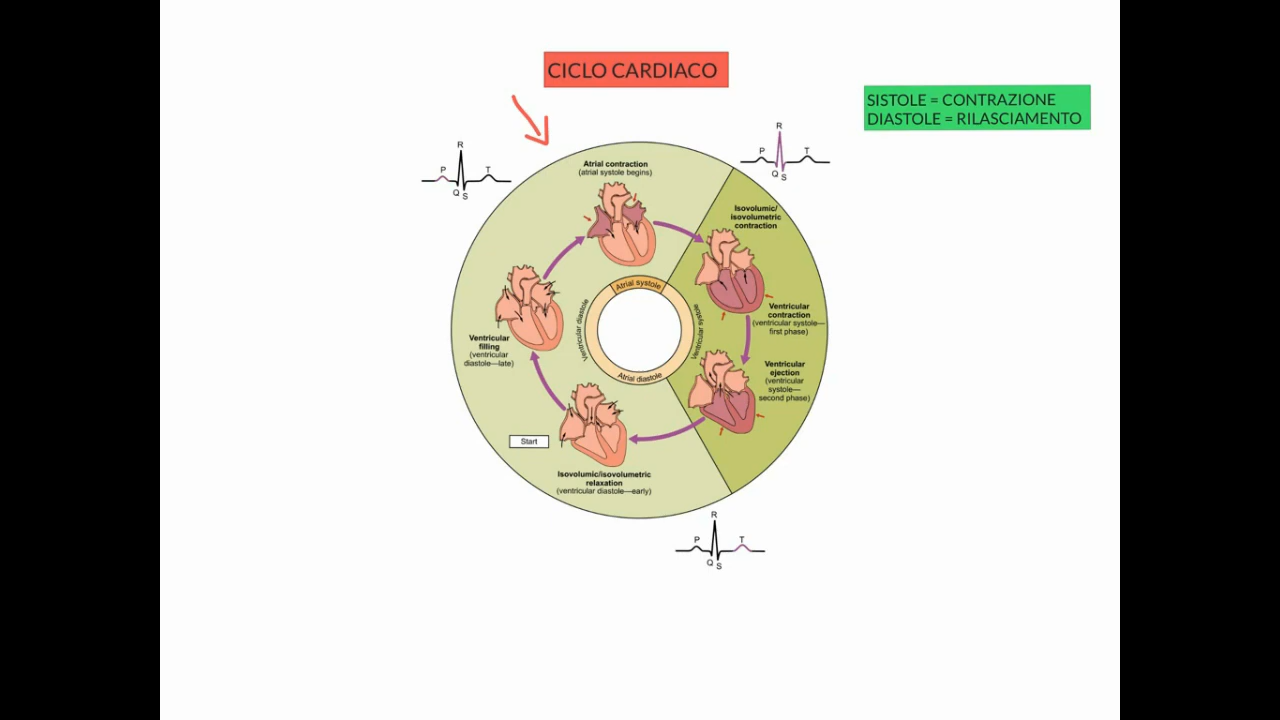 CICLO CARDIACO
SISTOLE = CONTRAZIONE
DIASTOLE = RILASCIAMENTO
R
P
T
Q
S
R
P
T
Q
S
Atrial contraction
(atrial systole begins)
Isovolumic/
isovolumetric
contraction
Ventricular
contraction
(ventricular systole—
first phase)
Ventricular
ejection
(ventricular
systole—
second phase)
Atrial systole
Ventricular diastole
Ventricular systole
Atrial diastole
Ventricular
filling
(ventricular
diastole—late)
Start
Isovolumic/isovolumetric
relaxation
(ventricular diastole—early)
R
P
T
Q
S